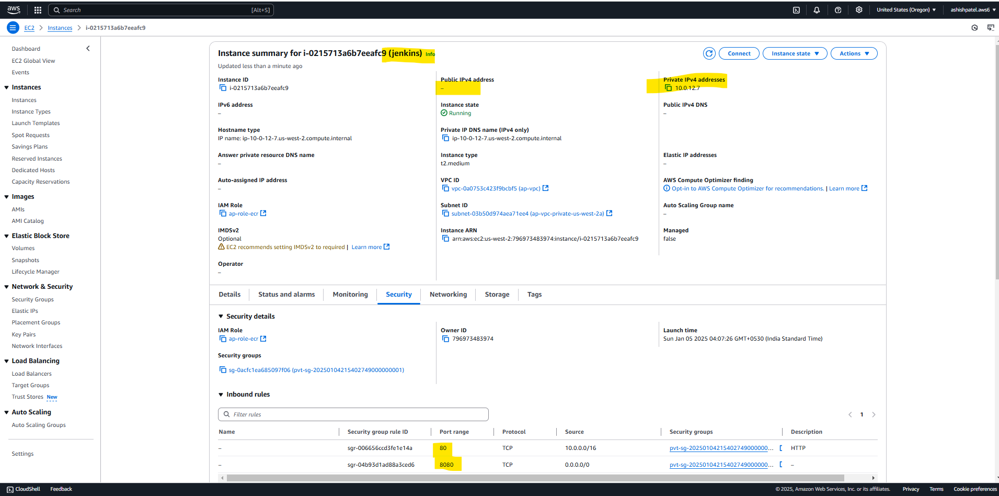 aws
Search [Alt+S]
United States (Oregon)
ashishpatel.aws6
EC2 > Instances > i-0215713a6b7eeafc9
Dashboard
EC2 Global View
Events
Instances
Instances
Instance Types
Launch Templates
Spot Requests
Savings Plans
Reserved Instances
Dedicated Hosts
Capacity Reservations
Images
AMIs
AMI Catalog
Elastic Block Store
Volumes
Snapshots
Lifecycle Manager
Network & Security
Security Groups
Elastic IPs
Placement Groups
Key Pairs
Network Interfaces
Load Balancing
Load Balancers
Target Groups
Trust Stores New
Auto Scaling
Auto Scaling Groups
Settings
Instance summary for i-0215713a6b7eeafc9 (jenkins) Info
Updated less than a minute ago
Connect
Instance state
Actions
Instance ID
i-0215713a6b7eeafc9
Public IPv4 address
–
Private IPv4 addresses
10.0.12.7
IPv6 address
–
Instance state
Running
Public IPv4 DNS
–
Hostname type
IP name: ip-10-0-12-7.us-west-2.compute.internal
Private IP DNS name (IPv4 only)
ip-10-0-12-7.us-west-2.compute.internal
Answer private resource DNS name
–
Instance type
t2.medium
Elastic IP addresses
–
Auto-assigned IP address
–
VPC ID
vpc-0a0753c423f9bcbf5 (ap-vpc)
AWS Compute Optimizer finding
Opt-in to AWS Compute Optimizer for recommendations. | Learn more
IAM Role
ap-role-ecr
Subnet ID
subnet-03b50d974aea71ee4 (ap-vpc-private-us-west-2a)
Auto Scaling Group name
–
IMDSv2
Optional
EC2 recommends setting IMDSv2 to required | Learn more
Instance ARN
arn:aws:ec2:us-west-2:796973483974:instance/i-0215713a6b7eeafc9
Managed
false
Operator
–
Details
Status and alarms
Monitoring
Security
Networking
Storage
Tags
Security details
IAM Role
ap-role-ecr
Owner ID
796973483974
Launch time
Sun Jan 05 2025 04:07:26 GMT+0530 (India Standard Time)
Security groups
sg-0acfc1ea685097f06 (pvt-sg-20250104215402749000000001)
Inbound rules
Filter rules
1
Name Security group rule ID Port range Protocol Source Security groups Description
– sgr-006656ccd3fe1e14a 80 TCP 10.0.0.0/16 pvt-sg-20250104215402749000000... HTTP
– sgr-04b93d1ad88a3ced6 8080 TCP 0.0.0.0/0 pvt-sg-20250104215402749000000... –
CloudShell
Feedback
© 2025, Amazon Web Services, Inc. or its affiliates.
Privacy
Terms
Cookie preferences